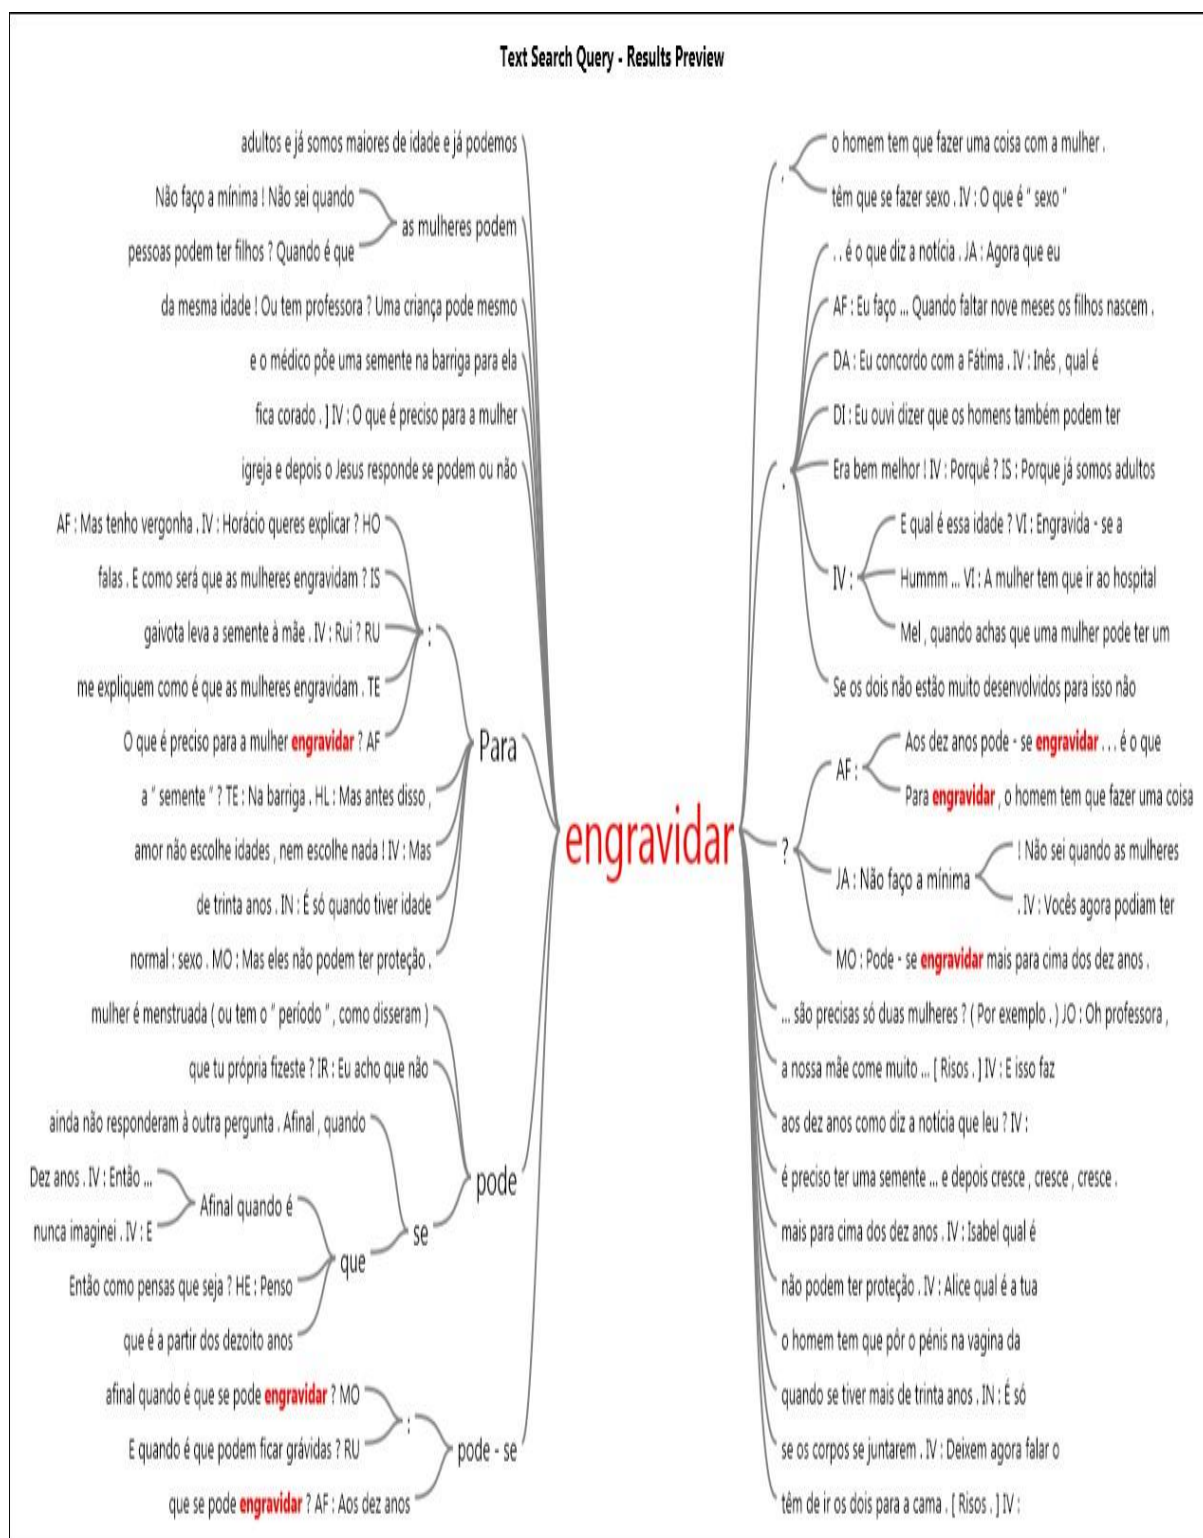 Text Search Query - Results Preview
adultos e já somos maiores de idade e já podemos
Não faço a mínima ! Não sei quando
as mulheres podem
pessoas podem ter filhos ? Quando é que
da mesma idade ! Ou tem professora ? Uma criança pode mesmo
e o médico põe uma semente na barriga para ela
fica corado . ] IV : O que é preciso para a mulher
igreja e depois o Jesus responde se podem ou não
AF : Mas tenho vergonha . IV : Horácio queres explicar ? HO
falas . E como será que as mulheres engravidam ? IS
gaivota leva a semente à mãe . IV : Rui ? RU
:
me expliquem como é que as mulheres engravidam . TE
O que é preciso para a mulher engravidar ? AF
Para
a " semente " ? TE : Na barriga . HL : Mas antes disso ,
amor não escolhe idades , nem escolhe nada ! IV : Mas
de trinta anos . IN : É só quando tiver idade
normal : sexo . MO : Mas eles não podem ter proteção .
mulher é menstruada ( ou tem o " período " , como disseram )
que tu própria fizeste ? IR : Eu acho que não
ainda não responderam à outra pergunta . Afinal , quando
pode
Dez anos . IV : Então ...
Afinal quando é
nunca imaginei . IV : E
se
que
Então como pensas que seja ? HE : Penso
que é a partir dos dezoito anos
afinal quando é que se pode engravidar ? MO
:
E quando é que podem ficar grávidas ? RU
pode - se
que se pode engravidar ? AF : Aos dez anos
engravidar
,
o homem tem que fazer uma coisa com a mulher .
têm que se fazer sexo . IV : O que é " sexo "
.
. . é o que diz a notícia . JA : Agora que eu
AF : Eu faço ... Quando faltar nove meses os filhos nascem .
DA : Eu concordo com a Fátima . IV : Inês , qual é
DI : Eu ouvi dizer que os homens também podem ter
Era bem melhor ! IV : Porquê ? IS : Porque já somos adultos
IV :
E qual é essa idade ? VI : Engravida - se a
Hummm ... VI : A mulher tem que ir ao hospital
Mel , quando achas que uma mulher pode ter um
Se os dois não estão muito desenvolvidos para isso não
?
AF :
Aos dez anos pode - se engravidar . . . é o que
Para engravidar , o homem tem que fazer uma coisa
JA : Não faço a mínima
! Não sei quando as mulheres
. IV : Vocês agora podiam ter
MO : Pode - se engravidar mais para cima dos dez anos .
... são precisas só duas mulheres ? ( Por exemplo . ) JO : Oh professora ,
a nossa mãe come muito ... [ Risos . ] IV : E isso faz
aos dez anos como diz a notícia que leu ? IV :
é preciso ter uma semente ... e depois cresce , cresce , cresce .
mais para cima dos dez anos . IV : Isabel qual é
não podem ter proteção . IV : Alice qual é a tua
o homem tem que pôr o pénis na vagina da
quando se tiver mais de trinta anos . IN : É só
se os corpos se juntarem . IV : Deixem agora falar o
têm de ir os dois para a cama . [ Risos . ] IV :